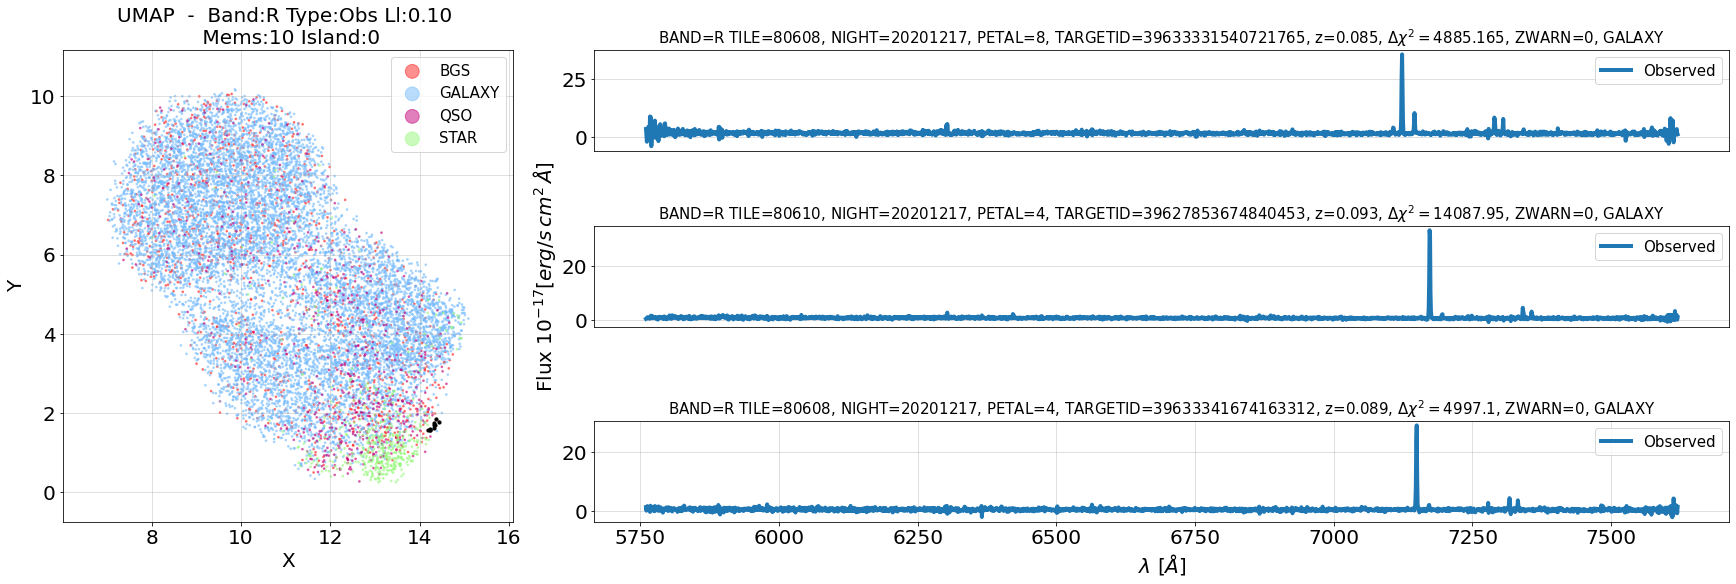 UMAP - Band:R Type:Obs Ll:0.10
Mems:10 Island:0
BGS
GALAXY
QSO
STAR
10
8
6
4
2
0
Y
8
10
12
14
16
X
Flux 10^{-17}[erg/s cm^2 Å]
BAND=R TILE=80608, NIGHT=20201217, PETAL=8, TARGETID=39633331540721765, z=0.085, Δχ²=4885.165, ZWARN=0, GALAXY
Observed
25
0
BAND=R TILE=80610, NIGHT=20201217, PETAL=4, TARGETID=39627853674840453, z=0.093, Δχ²=14087.95, ZWARN=0, GALAXY
Observed
20
0
BAND=R TILE=80608, NIGHT=20201217, PETAL=4, TARGETID=39633341674163312, z=0.089, Δχ²=4997.1, ZWARN=0, GALAXY
Observed
20
0
5750
6000
6250
6500
6750
7000
7250
7500
λ [Å]